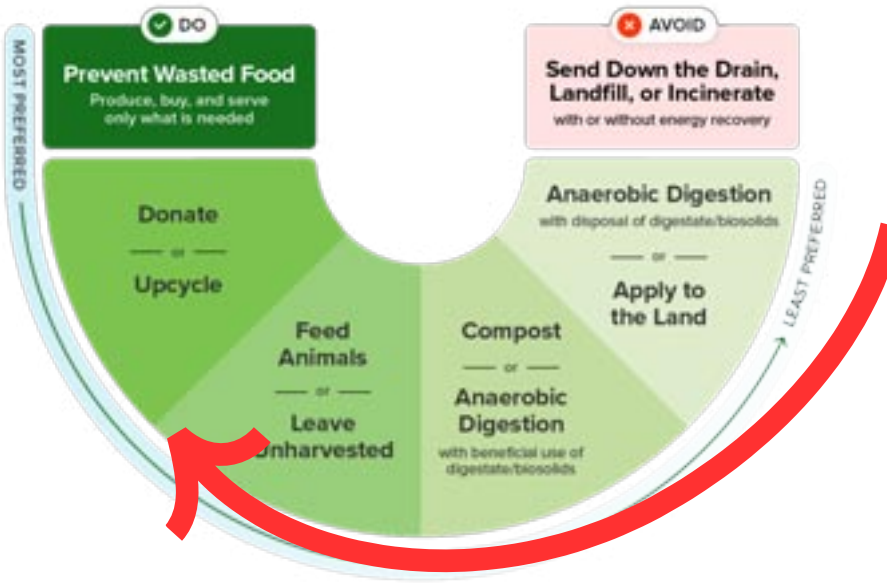 DO
MOST PREFERRED
Prevent Wasted Food
Produce, buy, and serve
only what is needed
AVOID
Send Down the Drain,
Landfill, or Incinerate
with or without energy recovery
Donate
or
Upcycle
Feed
Animals
or
Leave
Unharvested
Compost
or
Anaerobic
Digestion
with beneficial use of
digestate/biosolids
Anaerobic Digestion
with disposal of digestate/biosolids
or
Apply to
the Land
LEAST PREFERRED